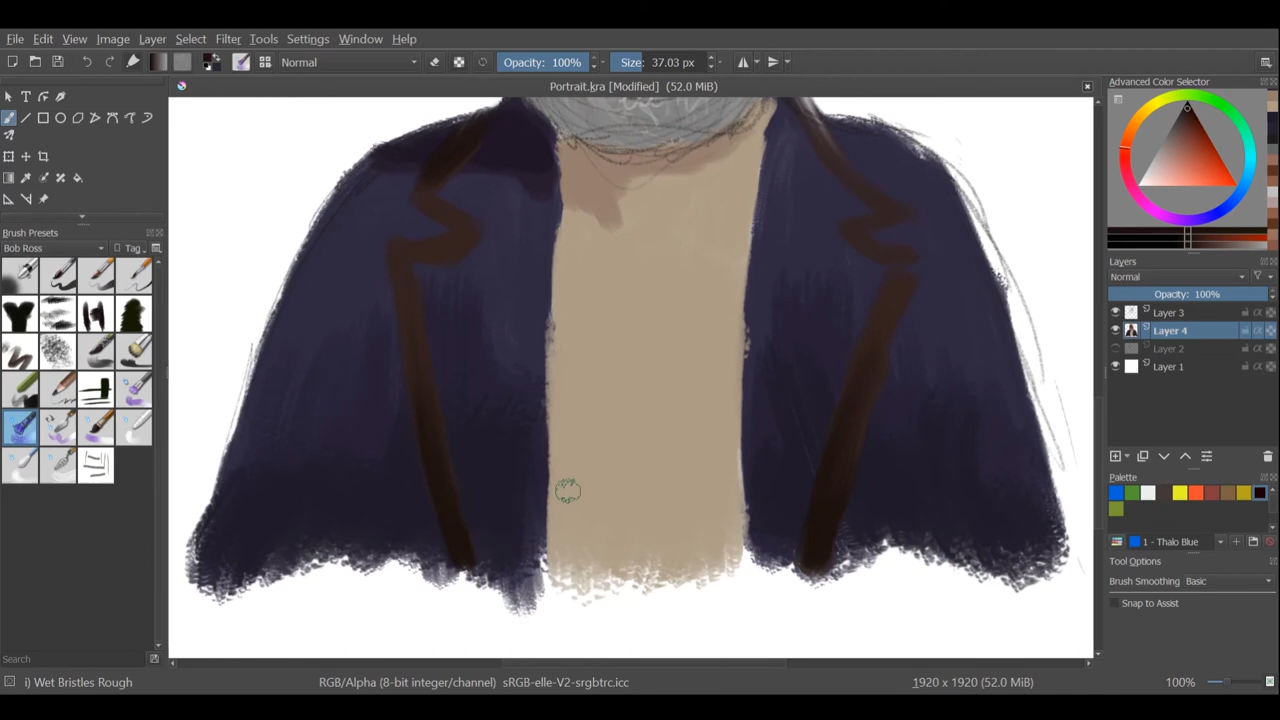 File Edit View Image Layer Select Filter Tools Settings Window Help
Normal Opacity: 100% Size: 37.03 px
Portrait.kra [Modified] (52.0 MiB)
Advanced Color Selector
Brush Presets
Bob Ross Tag
Layers
Normal
Opacity: 100%
Layer 3
Layer 4
Layer 2
Layer 1
Palette
1 - Thalo Blue
Tool Options
Brush Smoothing Basic
Snap to Assist
Search
i) Wet Bristles Rough RGB/Alpha (8-bit integer/channel) sRGB-elle-V2-srgbtrc.icc 1920 x 1920 (52.0 MiB) 100%